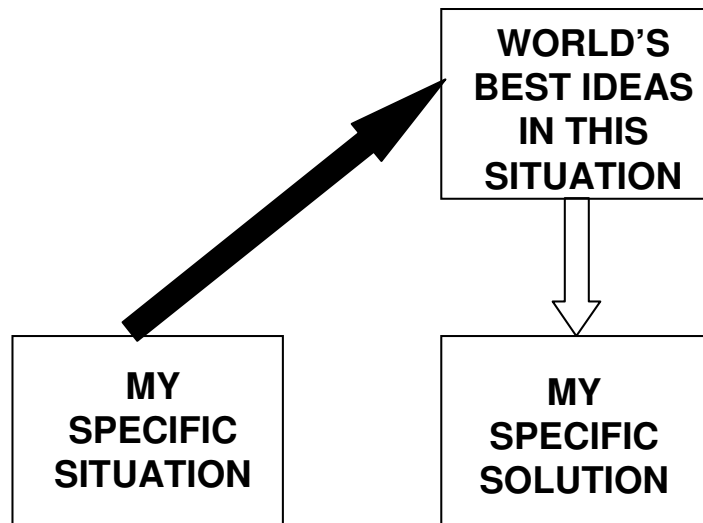 WORLD'S
BEST IDEAS
IN THIS
SITUATION
MY
SPECIFIC
SITUATION
MY
SPECIFIC
SOLUTION